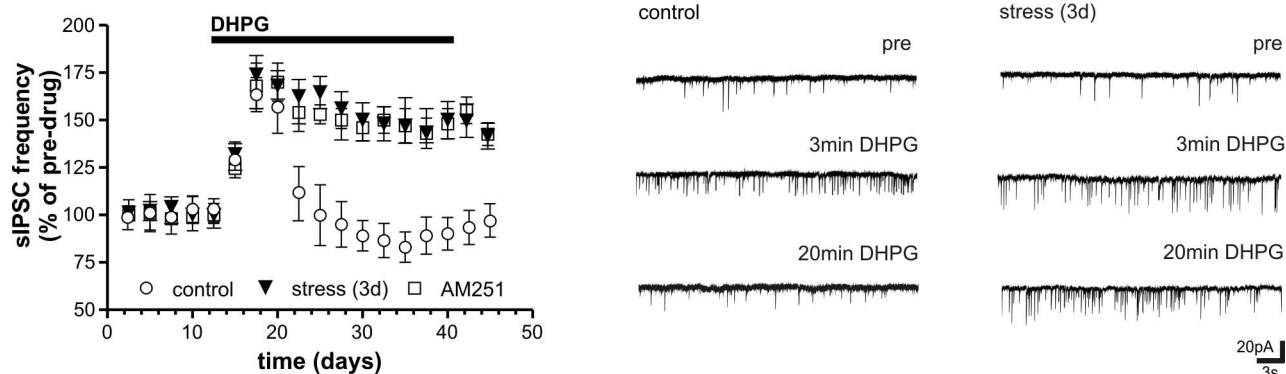 DHPG
200
175
150
125
100
75
50
sIPSC frequency
(% of pre-drug)
control stress (3d) AM251
0 10 20 30 40 50
time (days)
control
pre
3min DHPG
20min DHPG
stress (3d)
pre
3min DHPG
20min DHPG
20pA
3s